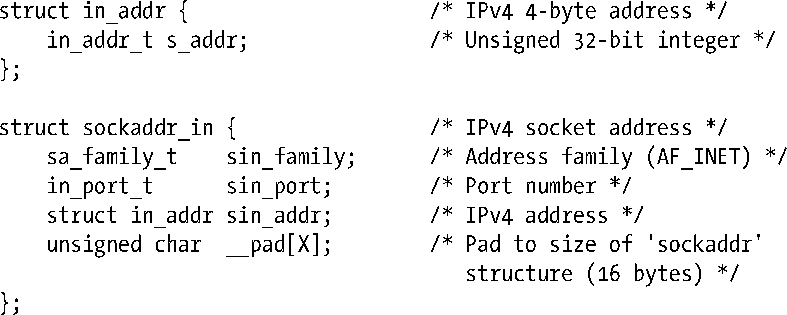 struct in_addr {                    /* IPv4 4-byte address */
    in_addr_t s_addr;               /* Unsigned 32-bit integer */
};
struct sockaddr_in {                /* IPv4 socket address */
    sa_family_t    sin_family;      /* Address family (AF_INET) */
    in_port_t      sin_port;        /* Port number */
    struct in_addr sin_addr;        /* IPv4 address */
    unsigned char  __pad[X];        /* Pad to size of 'sockaddr'
                                       structure (16 bytes) */
};